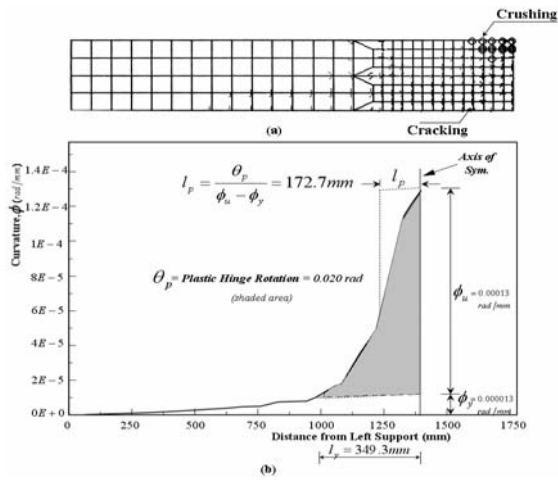 Crushing
Cracking
(a)
Curvature, ϕ (rad/mm)
1.4E-4
1.2E-4
8E-5
6E-5
4E-5
2E-5
0E+0
l_p = θ_p / (ϕ_u − ϕ_y) = 172.7mm
l_p
Axis of
Sym.
θ_p = Plastic Hinge Rotation = 0.020 rad
(shaded area)
ϕ_u = 0.00013
rad/mm
ϕ_y = 0.000013
rad/mm
0 250 500 750 1000 1250 1500 1750
Distance from Left Support (mm)
l_y = 349.3mm
(b)